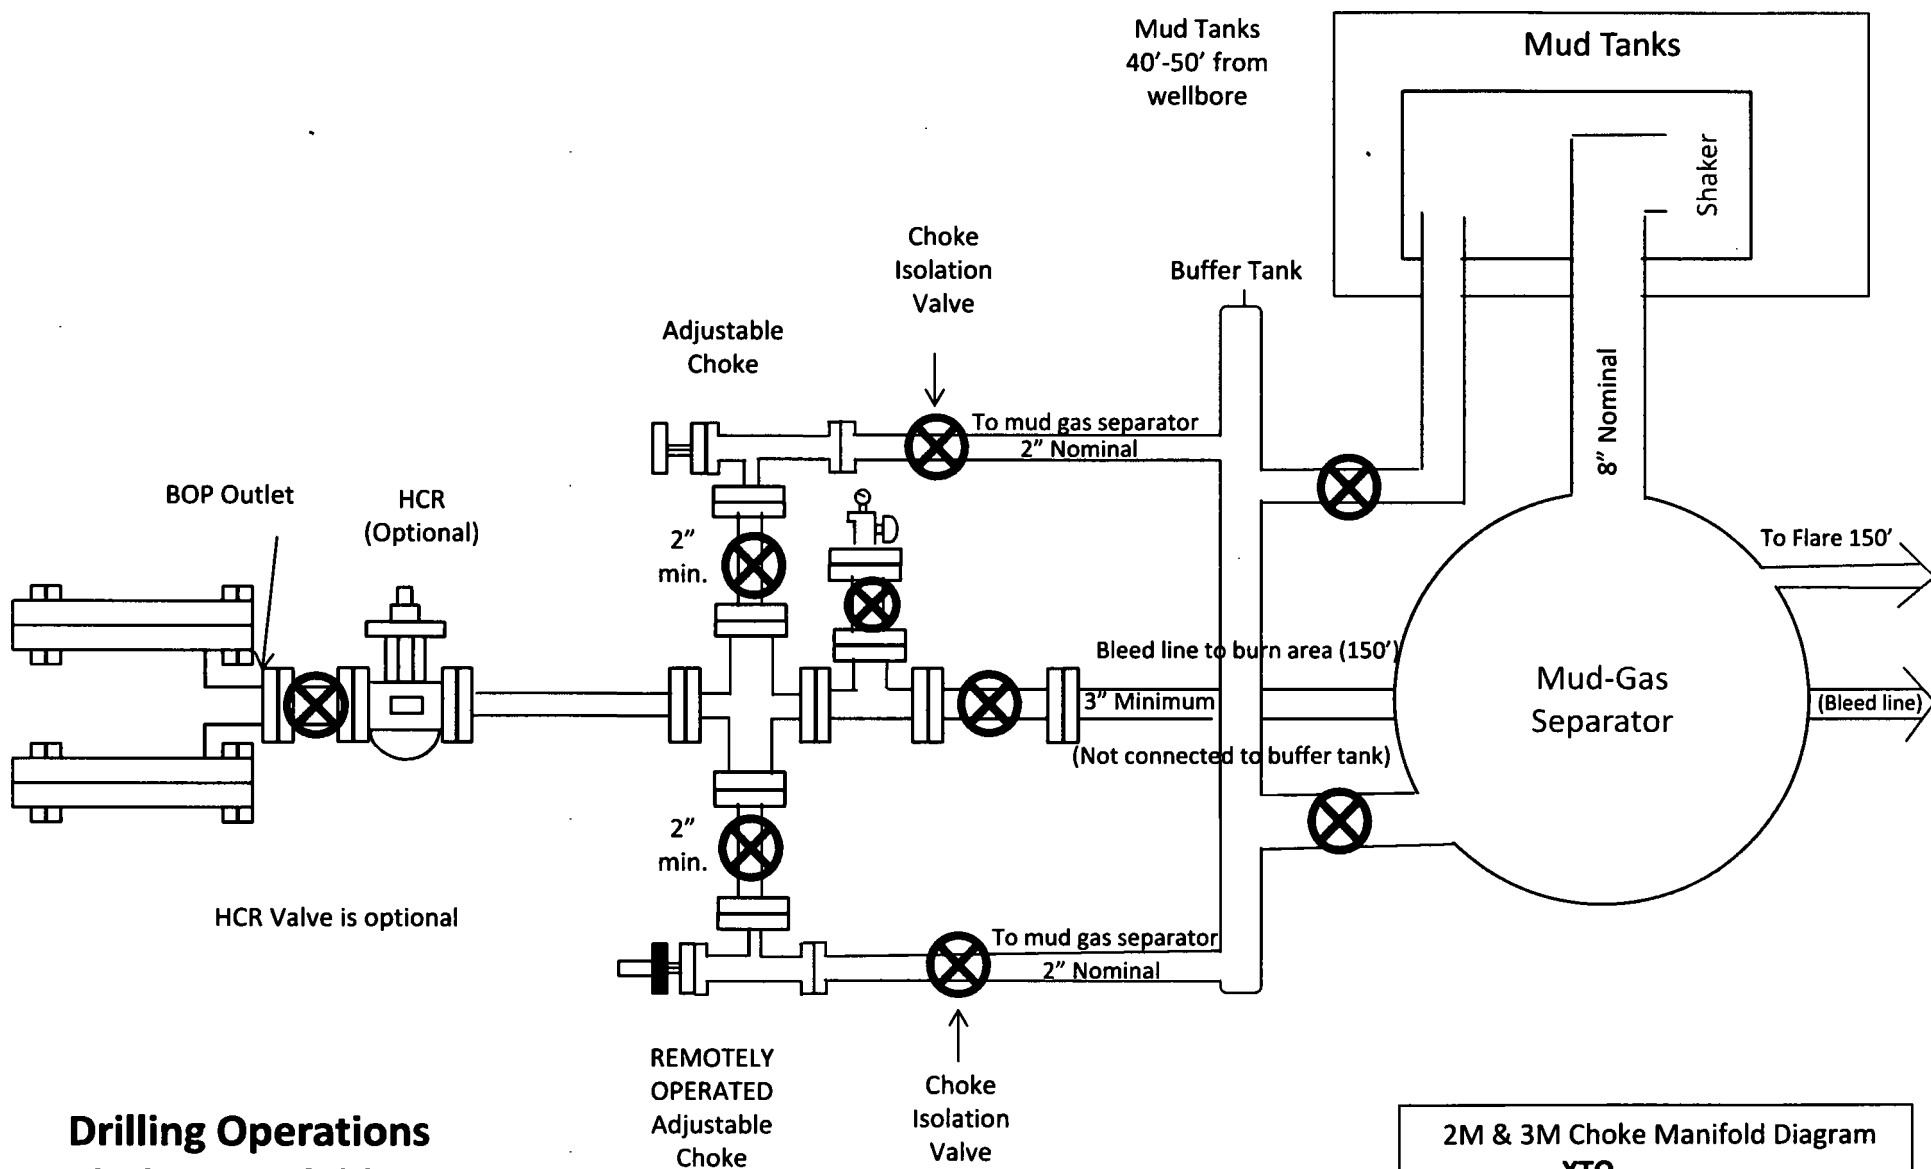 Mud Tanks
40'-50' from
wellbore
Mud Tanks
Shaker
Choke
Isolation
Valve
Buffer Tank
Adjustable
Choke
8” Nominal
To mud gas separator
2” Nominal
BOP Outlet
HCR
(Optional)
2”
min.
To Flare 150’
Bleed line to burn area (150’)
3” Minimum
(Not connected to buffer tank)
Mud-Gas
Separator
(Bleed line)
2”
min.
HCR Valve is optional
To mud gas separator
2” Nominal
REMOTELY
OPERATED
Adjustable
Choke
Choke
Isolation
Valve
Drilling Operations
2M & 3M Choke Manifold Diagram
XTO